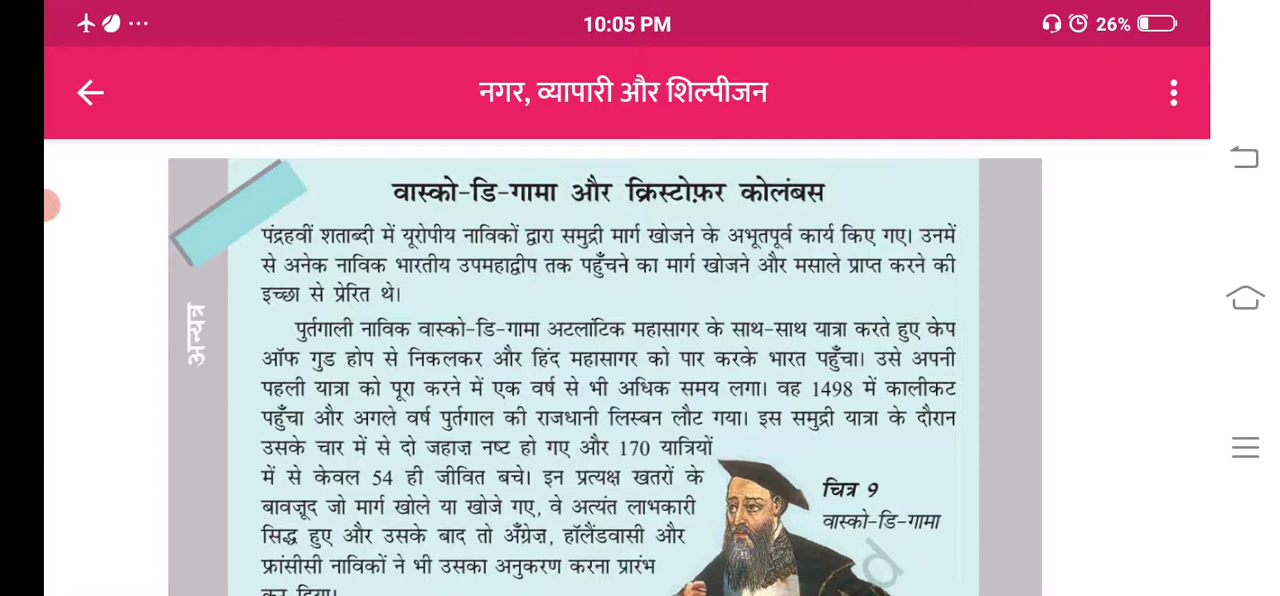 10:05 PM
26%
नगर, व्यापारी और शिल्पीजन
वास्को-डि-गामा और क्रिस्टोफ़र कोलंबस
पंद्रहवीं शताब्दी में यूरोपीय नाविकों द्वारा समुद्री मार्ग खोजने के अभूतपूर्व कार्य किए गए। उनमें
से अनेक नाविक भारतीय उपमहाद्वीप तक पहुँचने का मार्ग खोजने और मसाले प्राप्त करने की
इच्छा से प्रेरित थे।
अन्यत्र
पुर्तगाली नाविक वास्को-डि-गामा अटलांटिक महासागर के साथ-साथ यात्रा करते हुए केप
ऑफ गुड होप से निकलकर और हिंद महासागर को पार करके भारत पहुँचा। उसे अपनी
पहली यात्रा को पूरा करने में एक वर्ष से भी अधिक समय लगा। वह 1498 में कालीकट
पहुँचा और अगले वर्ष पुर्तगाल की राजधानी लिस्बन लौट गया। इस समुद्री यात्रा के दौरान
उसके चार में से दो जहाज़ नष्ट हो गए और 170 यात्रियों
में से केवल 54 ही जीवित बचे। इन प्रत्यक्ष खतरों के
बावजूद जो मार्ग खोले या खोजे गए, वे अत्यंत लाभकारी
सिद्ध हुए और उसके बाद तो अँग्रेज़, हॉलैंडवासी और
फ्रांसीसी नाविकों ने भी उसका अनुकरण करना प्रारंभ
कर दिया।
चित्र 9
वास्को-डि-गामा